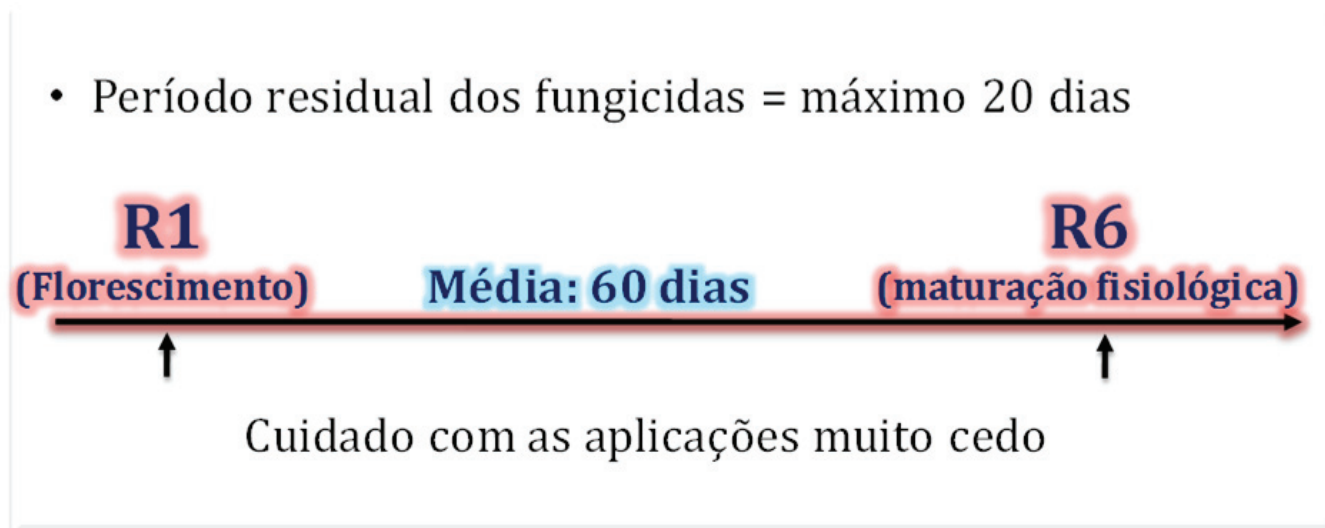 • Período residual dos fungicidas = máximo 20 dias
R1
(Florescimento)
Média: 60 dias
R6
(maturação fisiológica)
Cuidado com as aplicações muito cedo